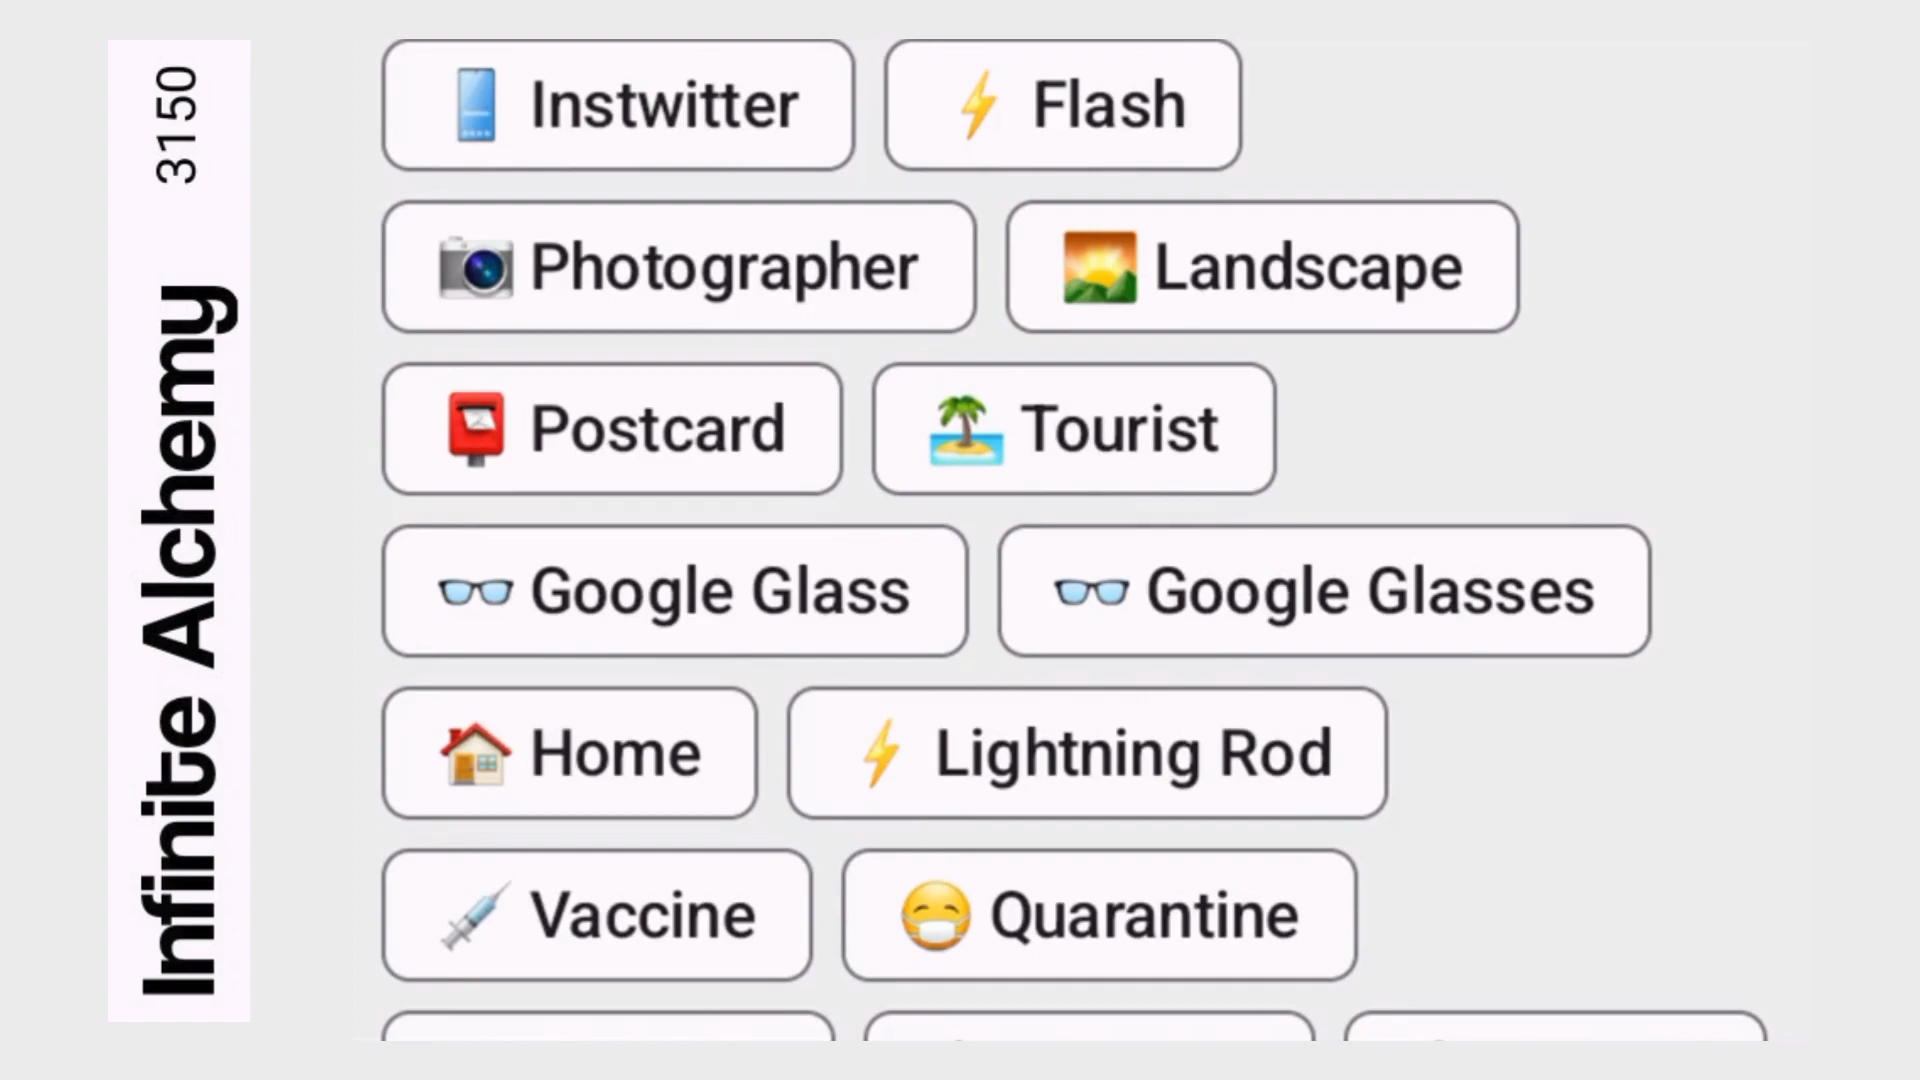 Infinite Alchemy 3150
Instwitter Flash
Photographer Landscape
Postcard Tourist
Google Glass Google Glasses
Home Lightning Rod
Vaccine Quarantine